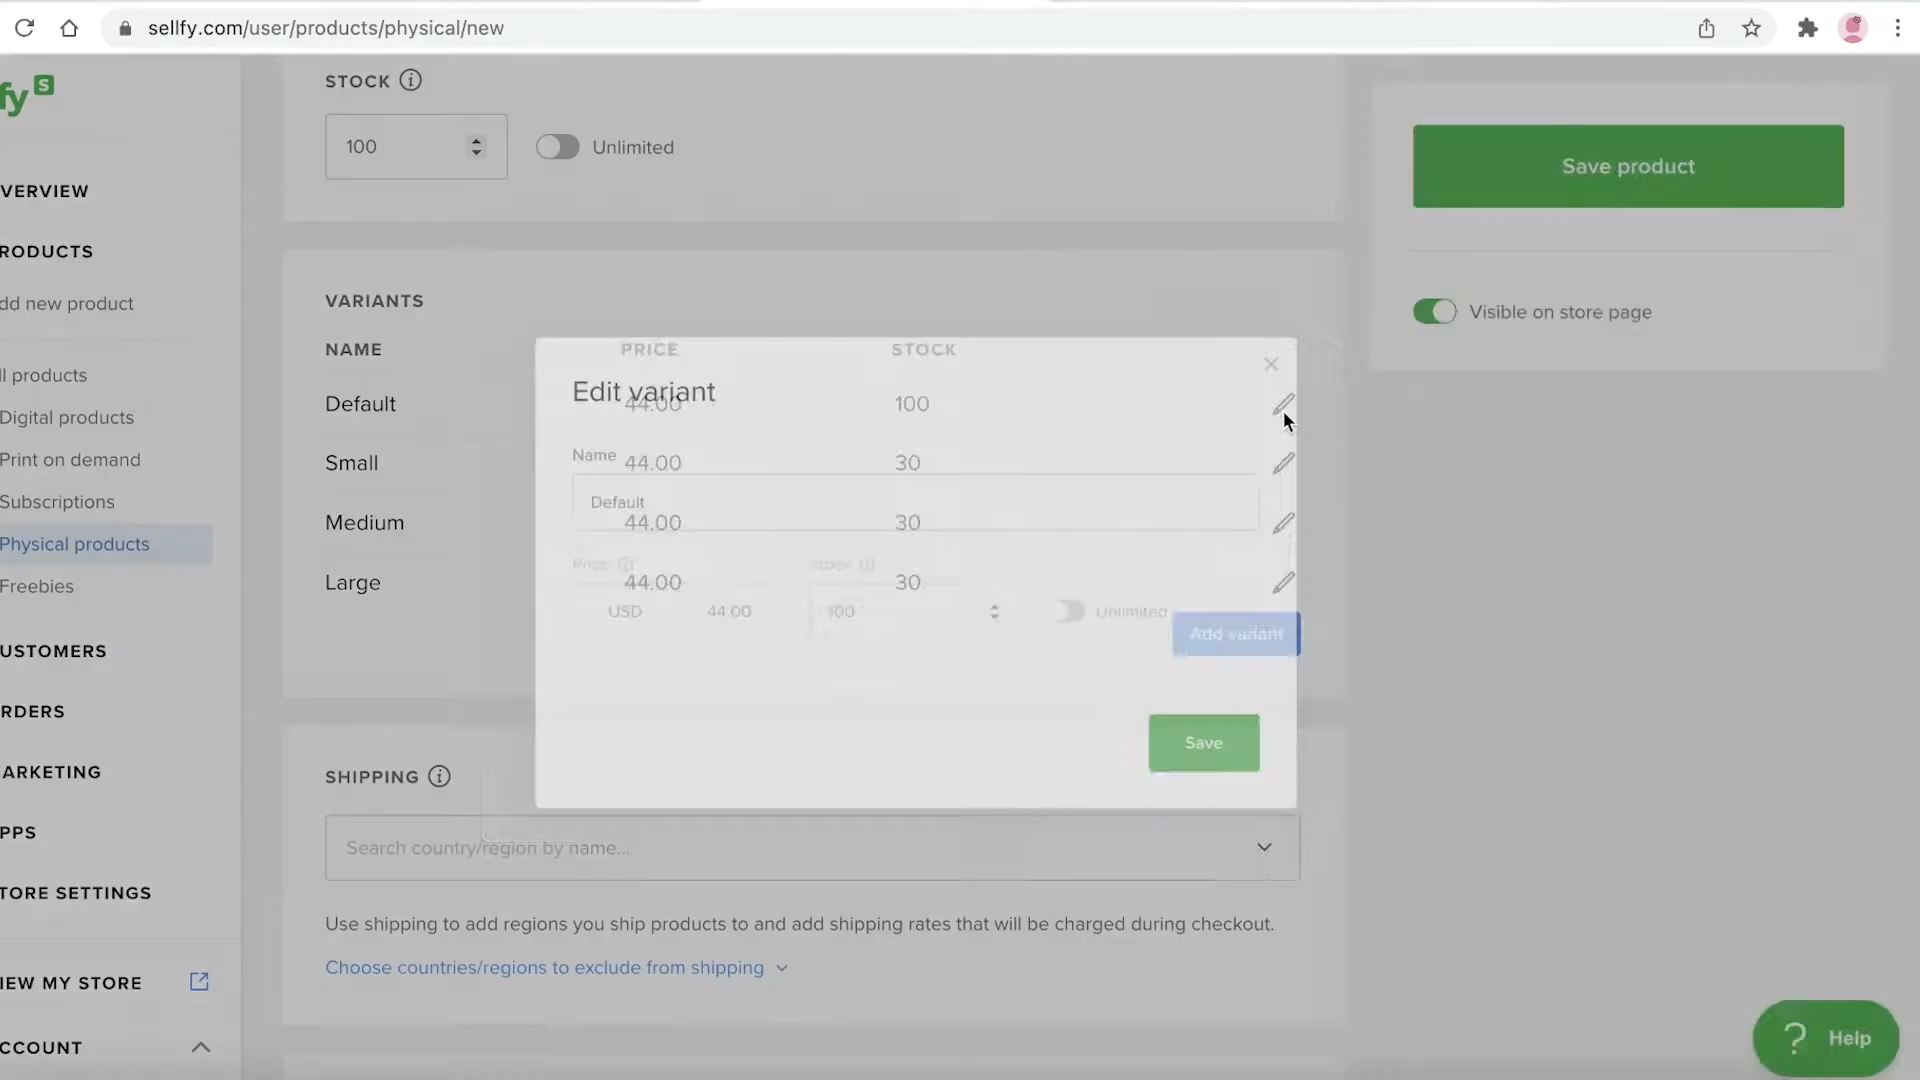 sellfy.com/user/products/physical/new
fy S
VERVIEW
RODUCTS
dd new product
ll products
Digital products
Print on demand
Subscriptions
Physical products
Freebies
USTOMERS
RDERS
ARKETING
PPS
TORE SETTINGS
IEW MY STORE
CCOUNT
STOCK
100
Unlimited
VARIANTS
NAME PRICE STOCK
Default 44.00 100
Small 44.00 30
Medium 44.00 30
Large 44.00 30
Add variant
Edit variant
Name
Default
Price Stock
USD 44.00 100 Unlimited
Save
SHIPPING
Search country/region by name...
Use shipping to add regions you ship products to and add shipping rates that will be charged during checkout.
Choose countries/regions to exclude from shipping
Save product
Visible on store page
? Help